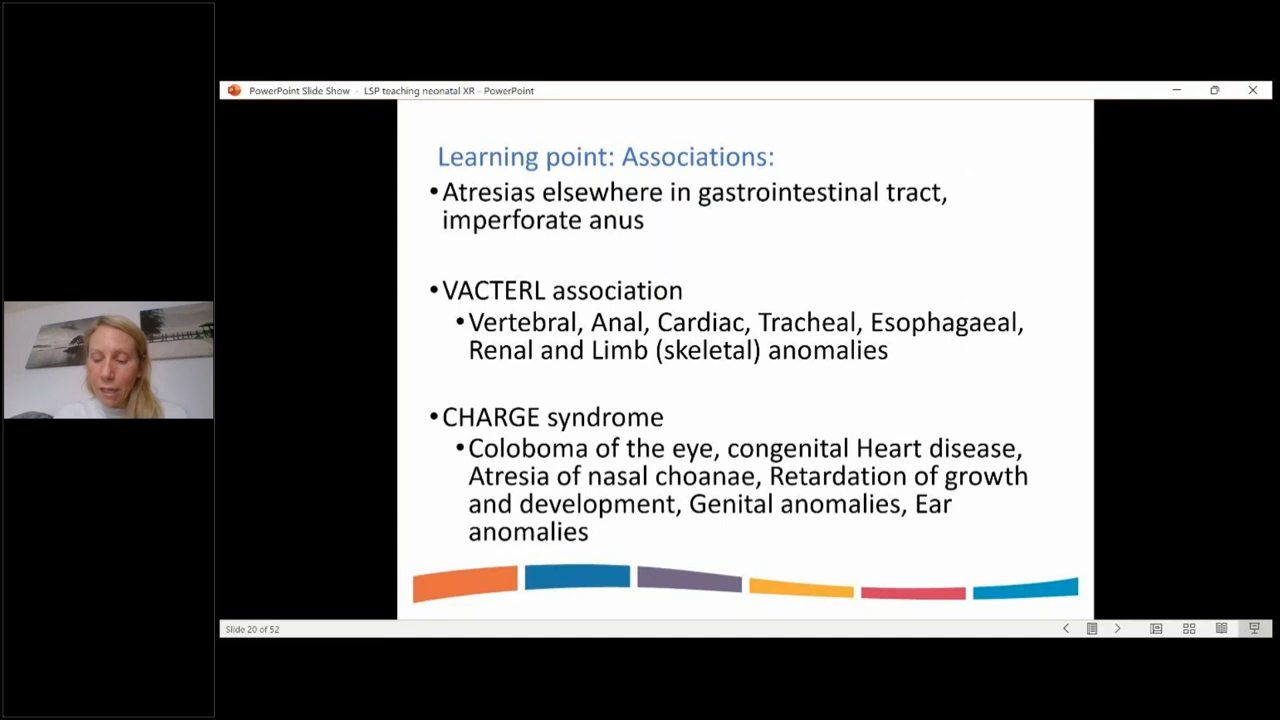 PowerPoint Slide Show - LSP teaching neonatal XR - PowerPoint
Learning point: Associations:
•Atresias elsewhere in gastrointestinal tract,
imperforate anus
•VACTERL association
•Vertebral, Anal, Cardiac, Tracheal, Esophagaeal,
Renal and Limb (skeletal) anomalies
•CHARGE syndrome
•Coloboma of the eye, congenital Heart disease,
Atresia of nasal choanae, Retardation of growth
and development, Genital anomalies, Ear
anomalies
Slide 20 of 52